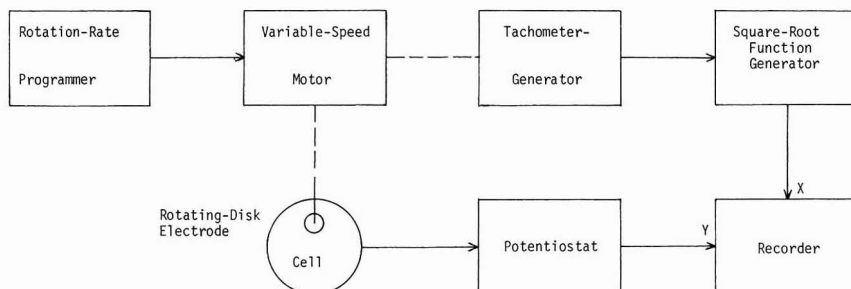 Rotation-Rate
Programmer
Variable-Speed
Motor
Tachometer-
Generator
Square-Root
Function
Generator
X
Rotating-Disk
Electrode
Cell
Potentiostat
Y
Recorder